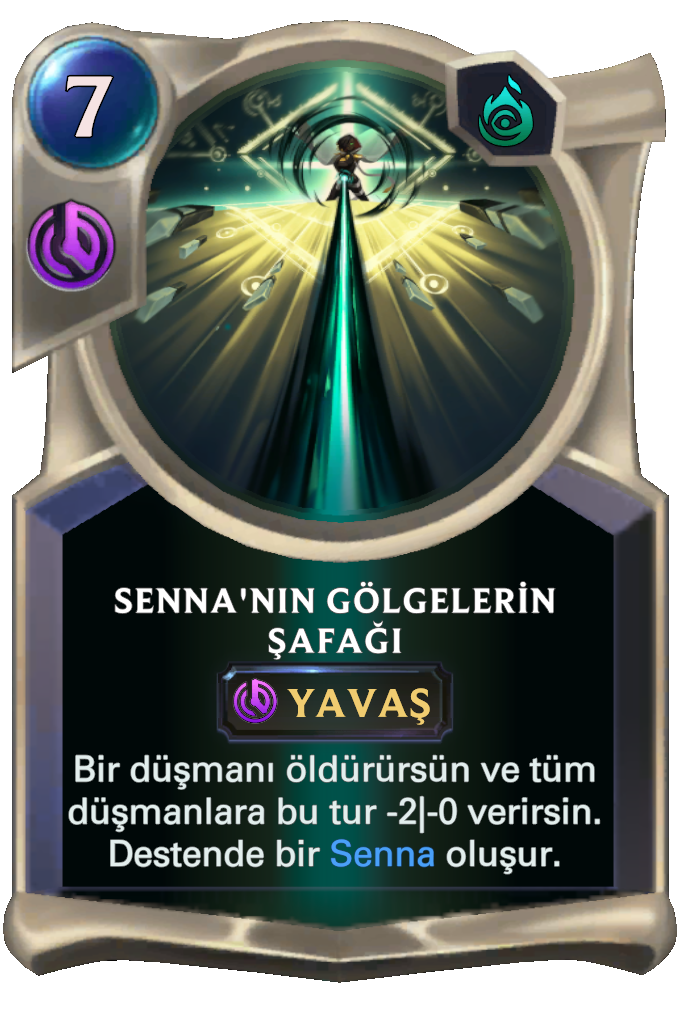 7
SENNA'NIN GÖLGELERİN
ŞAFAĞI
YAVAŞ
Bir düşmanı öldürürsün ve tüm
düşmanlara bu tur -2|-0 verirsin.
Destende bir Senna oluşur.